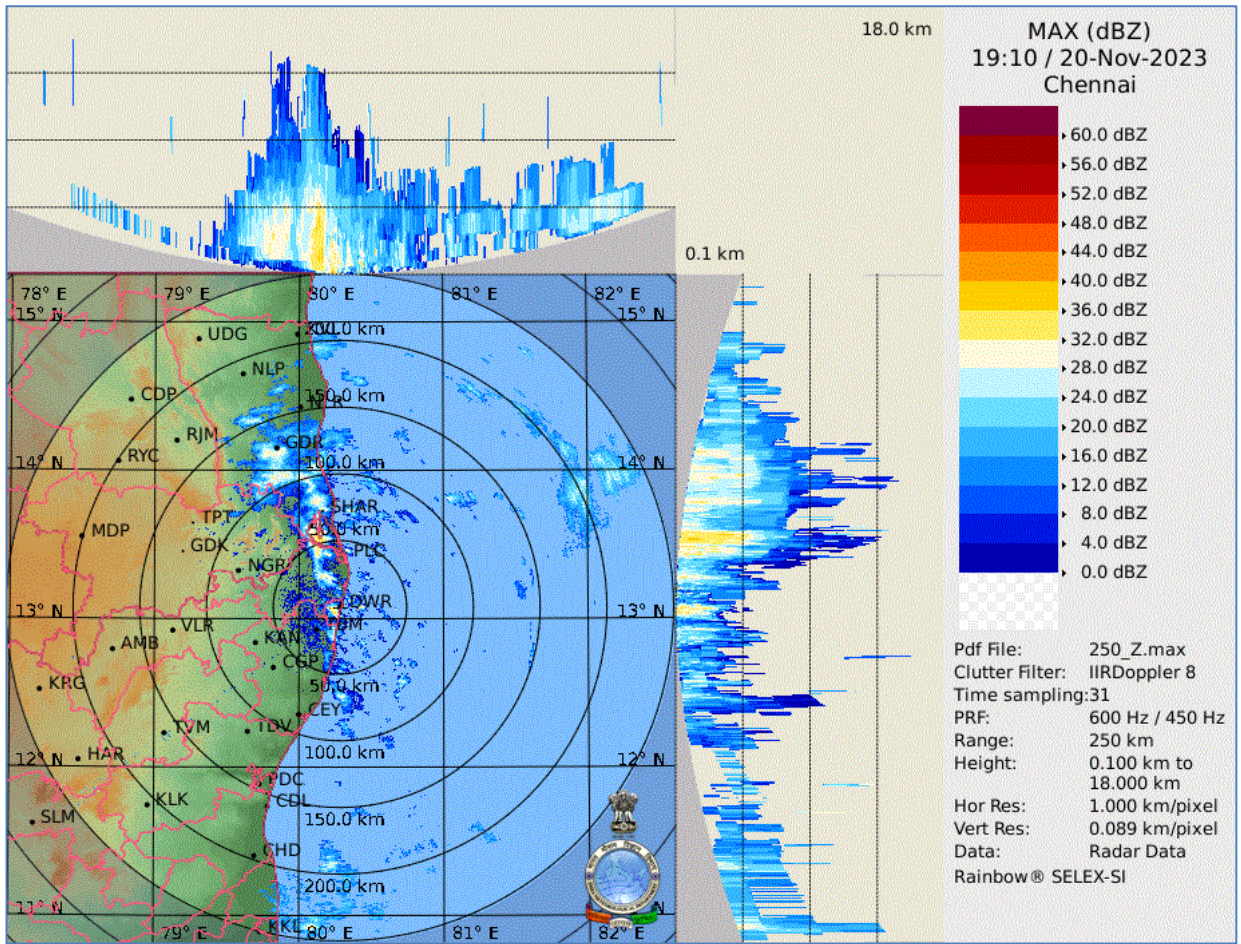 18.0 km
0.1 km
MAX (dBZ)
19:10 / 20-Nov-2023
Chennai
60.0 dBZ
56.0 dBZ
52.0 dBZ
48.0 dBZ
44.0 dBZ
40.0 dBZ
36.0 dBZ
32.0 dBZ
28.0 dBZ
24.0 dBZ
20.0 dBZ
16.0 dBZ
12.0 dBZ
8.0 dBZ
4.0 dBZ
0.0 dBZ
Pdf File: 250_Z.max
Clutter Filter: IIRDoppler 8
Time sampling:31
PRF: 600 Hz / 450 Hz
Range: 250 km
Height: 0.100 km to
18.000 km
Hor Res: 1.000 km/pixel
Vert Res: 0.089 km/pixel
Data: Radar Data
Rainbow® SELEX-SI
78° E 79° E 80° E 81° E 82° E
15° N 15° N
UDG
NLP
CDP
150.0 km
RJM
GDR
RYC
14° N 100.0 km 14° N
SHAR
TPT
MDP
50.0 km
GDK
PLC
NGR
DWR
13° N 13° N
VLR
KAN
AMB
CGP
KRG
50.0 km
CEY
TVM TDV
HAR
100.0 km
12° N 12° N
PDC
KLK CDL
SLM
150.0 km
CHD
200.0 km
11° N 11° N
KKL
79° E 80° E 81° E 82° E